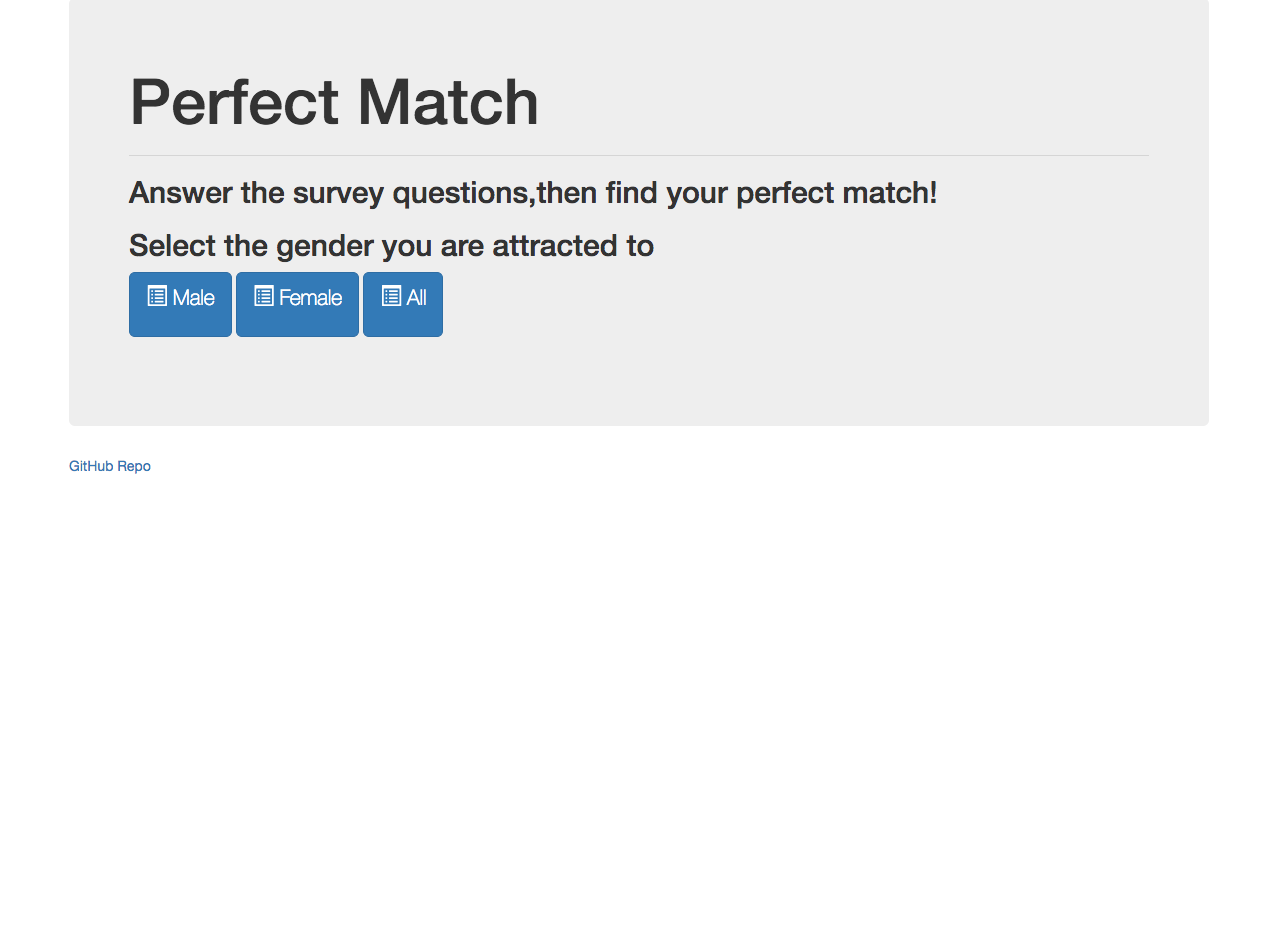 Perfect Match
Answer the survey questions,then find your perfect match!
Select the gender you are attracted to
Male Female All
GitHub Repo